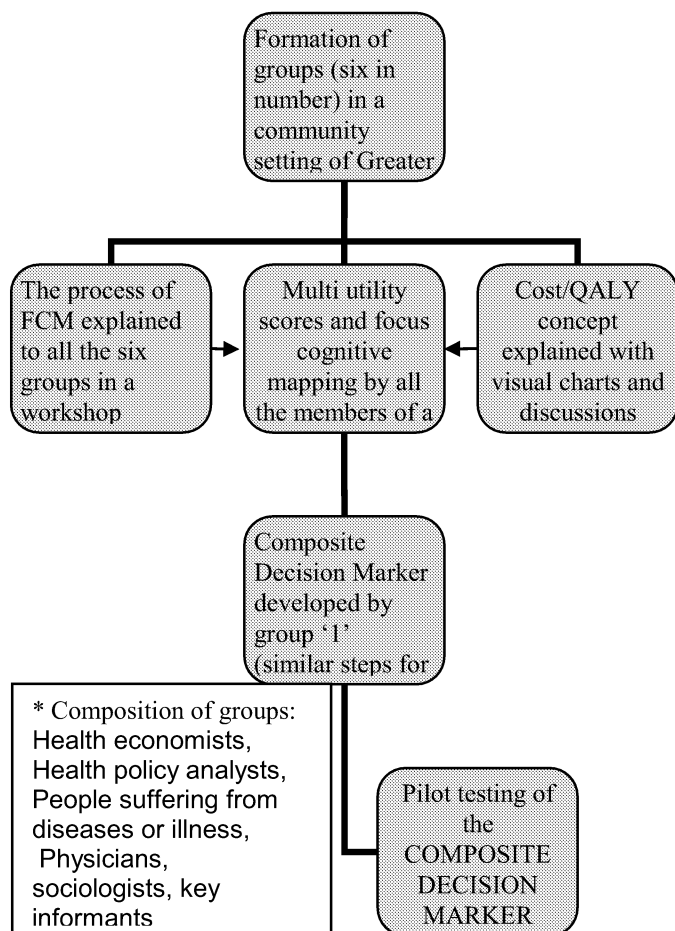 Formation of
groups (six in
number) in a
community
setting of Greater
The process of
FCM explained
to all the six
groups in a
workshop
Multi utility
scores and focus
cognitive
mapping by all
the members of a
Cost/QALY
concept
explained with
visual charts and
discussions
Composite
Decision Marker
developed by
group ‘1’
(similar steps for
* Composition of groups:
Health economists,
Health policy analysts,
People suffering from
diseases or illness,
Physicians,
sociologists, key
informants
Pilot testing of
the
COMPOSITE
DECISION
MARKER